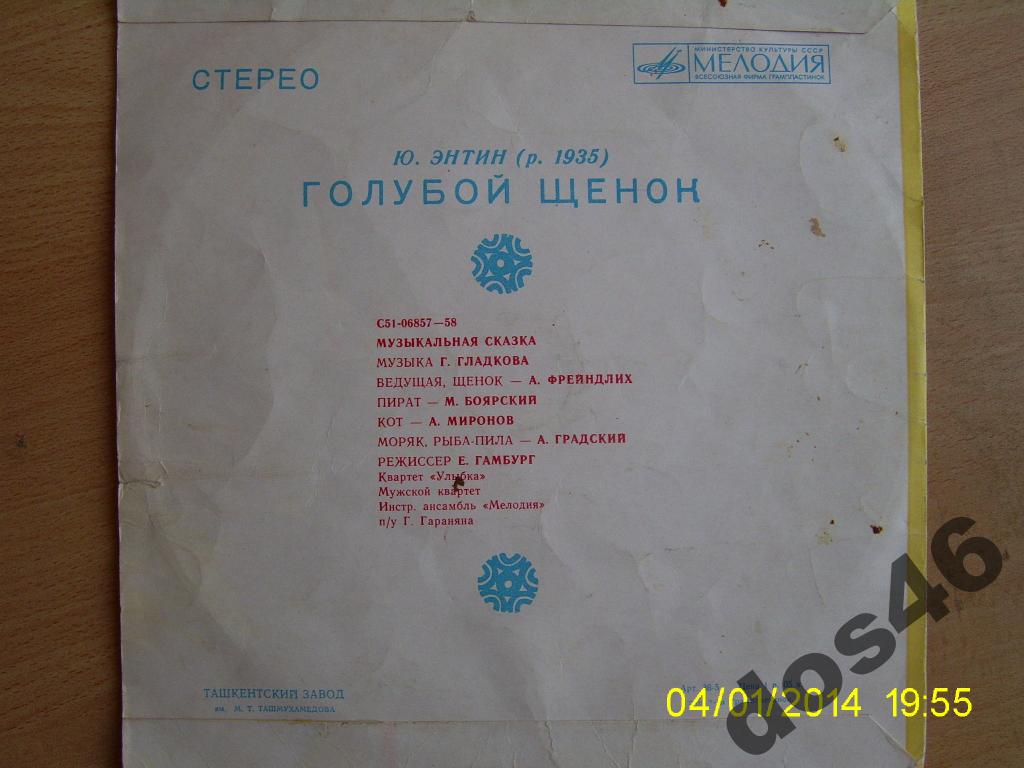 СТЕРЕО
МИНИСТЕРСТВО КУЛЬТУРЫ СССР
МЕЛОДИЯ
ВСЕСОЮЗНАЯ ФИРМА ГРАМПЛАСТИНОК
Ю. ЭНТИН (р. 1935)
ГОЛУБОЙ ЩЕНОК
С51-06857—58
МУЗЫКАЛЬНАЯ СКАЗКА
МУЗЫКА Г. ГЛАДКОВА
ВЕДУЩАЯ, ЩЕНОК — А. ФРЕЙНДЛИХ
ПИРАТ — М. БОЯРСКИЙ
КОТ — А. МИРОНОВ
МОРЯК, РЫБА-ПИЛА — А. ГРАДСКИЙ
РЕЖИССЕР Е. ГАМБУРГ
Квартет «Улыбка»
Мужской квартет
Инстр. ансамбль «Мелодия»
п/у Г. Гараняна
ТАШКЕНТСКИЙ ЗАВОД
им. М. Т. ТАШМУХАМЕДОВА
Арт.
04/01/2014 19:55
dos46